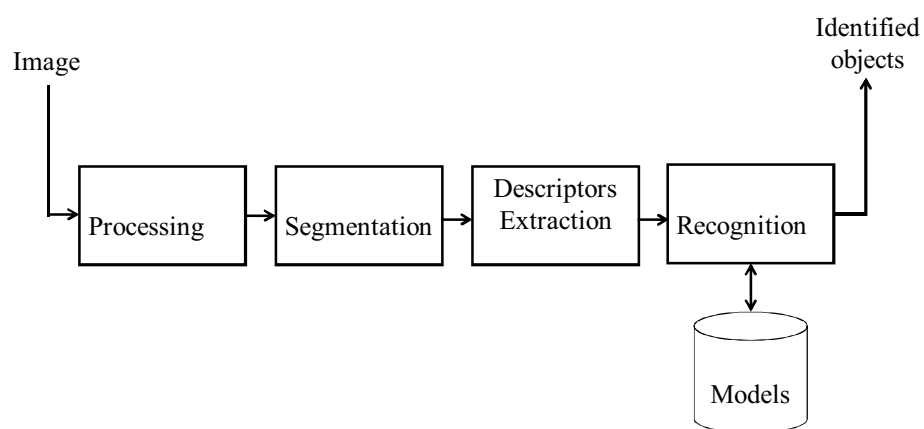 Image
Identified
objects
Processing
Segmentation
Descriptors
Extraction
Recognition
Models